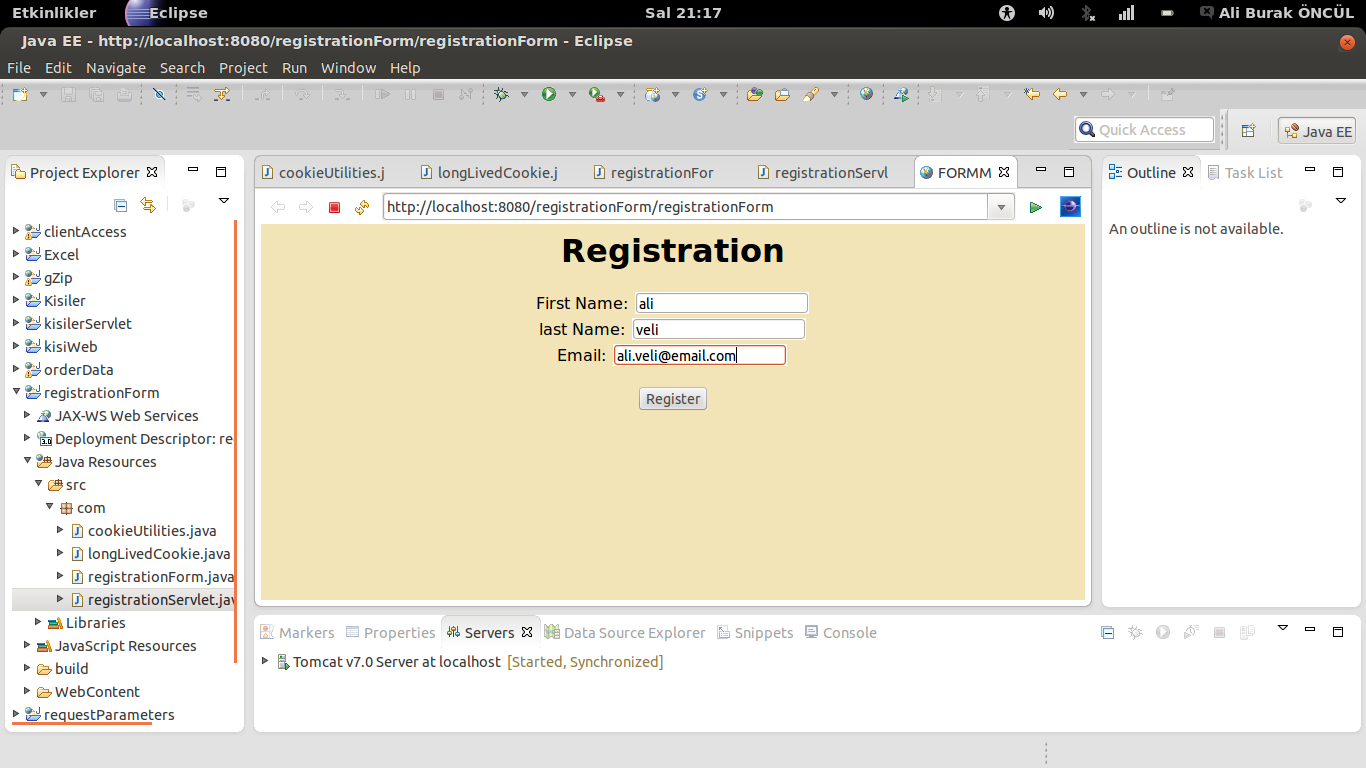 Etkinlikler Eclipse Sal 21:17 Ali Burak ÖNCÜL
Java EE - http://localhost:8080/registrationForm/registrationForm - Eclipse
File Edit Navigate Search Project Run Window Help
Quick Access Java EE
Project Explorer
clientAccess
Excel
gZip
Kisiler
kisilerServlet
kisiWeb
orderData
registrationForm
JAX-WS Web Services
3.0 Deployment Descriptor: re
Java Resources
src
com
cookieUtilities.java
longLivedCookie.java
registrationForm.java
registrationServlet.jav
Libraries
JavaScript Resources
build
WebContent
requestParameters
cookieUtilities.j longLivedCookie.j registrationFor registrationServl FORMM
http://localhost:8080/registrationForm/registrationForm
Registration
First Name: ali
last Name: veli
Email: ali.veli@email.com
Register
Outline Task List
An outline is not available.
Markers Properties Servers Data Source Explorer Snippets Console
Tomcat v7.0 Server at localhost [Started, Synchronized]